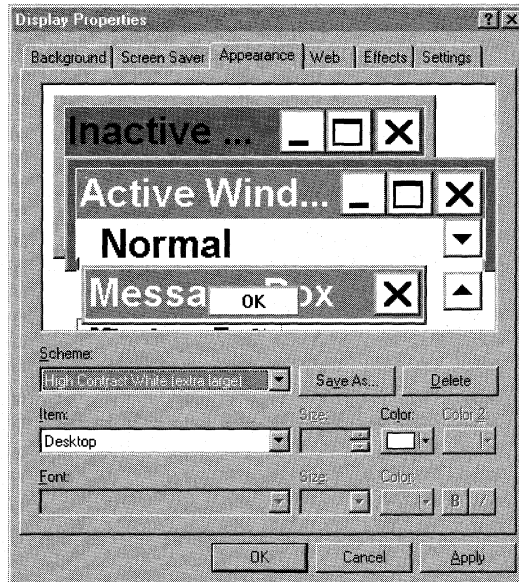 Display Properties ? X
Background Screen Saver Appearance Web Effects Settings
Inactive ...
Active Wind...
Normal
Messa
OK
ox
Scheme:
High Contrast White (extra large) Save As... Delete
Item: Size: Color: Color 2:
Desktop
Font: Size: Color:
B /
OK Cancel Apply